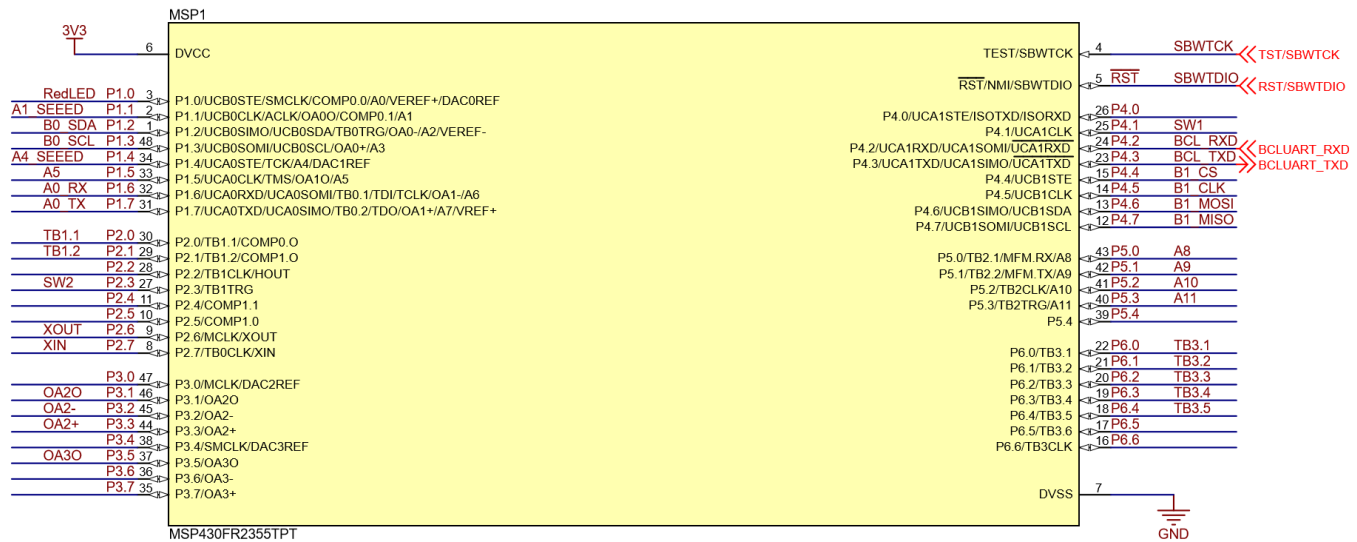 MSP1
3V3
6 DVCC
RedLED P1.0 3 P1.0/UCB0STE/SMCLK/COMP0.0/A0/VEREF+/DAC0REF
A1_SEEED P1.1 2 P1.1/UCB0CLK/ACLK/OA0O/COMP0.1/A1
B0_SDA P1.2 1 P1.2/UCB0SIMO/UCB0SDA/TB0TRG/OA0-/A2/VEREF-
B0_SCL P1.3 48 P1.3/UCB0SOMI/UCB0SCL/OA0+/A3
A4_SEEED P1.4 34 P1.4/UCA0STE/TCK/A4/DAC1REF
A5 P1.5 33 P1.5/UCA0CLK/TMS/OA1O/A5
A0_RX P1.6 32 P1.6/UCA0RXD/UCA0SOMI/TB0.1/TDI/TCLK/OA1-/A6
A0_TX P1.7 31 P1.7/UCA0TXD/UCA0SIMO/TB0.2/TDO/OA1+/A7/VREF+
TB1.1 P2.0 30 P2.0/TB1.1/COMP0.O
TB1.2 P2.1 29 P2.1/TB1.2/COMP1.O
P2.2 28 P2.2/TB1CLK/HOUT
SW2 P2.3 27 P2.3/TB1TRG
P2.4 11 P2.4/COMP1.1
P2.5 10 P2.5/COMP1.0
XOUT P2.6 9 P2.6/MCLK/XOUT
XIN P2.7 8 P2.7/TB0CLK/XIN
P3.0 47 P3.0/MCLK/DAC2REF
OA2O P3.1 46 P3.1/OA2O
OA2- P3.2 45 P3.2/OA2-
OA2+ P3.3 44 P3.3/OA2+
P3.4 38 P3.4/SMCLK/DAC3REF
OA3O P3.5 37 P3.5/OA3O
P3.6 36 P3.6/OA3-
P3.7 35 P3.7/OA3+
TEST/SBWTCK 4 SBWTCK TST/SBWTCK
RST/NMI/SBWTDIO 5 RST SBWTDIO RST/SBWTDIO
P4.0/UCA1STE/ISOTXD/ISORXD 26 P4.0
P4.1/UCA1CLK 25 P4.1 SW1
P4.2/UCA1RXD/UCA1SOMI/UCA1RXD 24 P4.2 BCL_RXD BCLUART_RXD
P4.3/UCA1TXD/UCA1SIMO/UCA1TXD 23 P4.3 BCL_TXD BCLUART_TXD
P4.4/UCB1STE 15 P4.4 B1_CS
P4.5/UCB1CLK 14 P4.5 B1_CLK
P4.6/UCB1SIMO/UCB1SDA 13 P4.6 B1_MOSI
P4.7/UCB1SOMI/UCB1SCL 12 P4.7 B1_MISO
P5.0/TB2.1/MFM.RX/A8 43 P5.0 A8
P5.1/TB2.2/MFM.TX/A9 42 P5.1 A9
P5.2/TB2CLK/A10 41 P5.2 A10
P5.3/TB2TRG/A11 40 P5.3 A11
P5.4 39 P5.4
P6.0/TB3.1 22 P6.0 TB3.1
P6.1/TB3.2 21 P6.1 TB3.2
P6.2/TB3.3 20 P6.2 TB3.3
P6.3/TB3.4 19 P6.3 TB3.4
P6.4/TB3.5 18 P6.4 TB3.5
P6.5/TB3.6 17 P6.5
P6.6/TB3CLK 16 P6.6
DVSS 7
GND
MSP430FR2355TPT